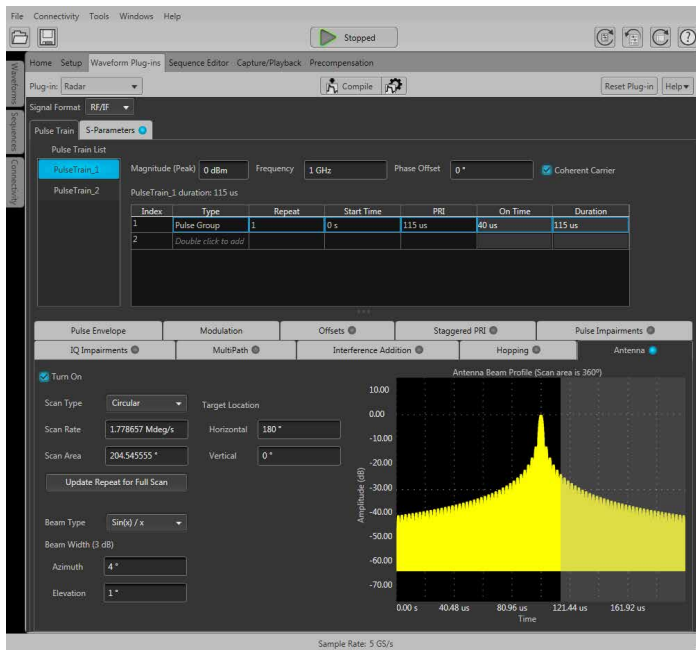 File Connectivity Tools Windows Help
Stopped
Waveforms
Sequences
Connectivity
Home Setup Waveform Plug-ins Sequence Editor Capture/Playback Precompensation
Plug-in: Radar Compile Reset Plug-in Help
Signal Format RF/IF
Pulse Train S-Parameters
Pulse Train List
PulseTrain_1
PulseTrain_2
Magnitude (Peak) 0 dBm Frequency 1 GHz Phase Offset 0 ° Coherent Carrier
PulseTrain_1 duration: 115 us
Index Type Repeat Start Time PRI On Time Duration
1 Pulse Group 1 0 s 115 us 40 us 115 us
2 Double click to add
Pulse Envelope Modulation Offsets Staggered PRI Pulse Impairments
IQ Impairments MultiPath Interference Addition Hopping Antenna
Turn On
Scan Type Circular Target Location
Scan Rate 1.778657 Mdeg/s Horizontal 180 °
Scan Area 204.545555 ° Vertical 0 °
Update Repeat for Full Scan
Beam Type Sin(x) / x
Beam Width (3 dB)
Azimuth 4 °
Elevation 1 °
Antenna Beam Profile (Scan area is 360º)
Amplitude (dB)
10.00
0.00
-10.00
-20.00
-30.00
-40.00
-50.00
-60.00
-70.00
0.00 s 40.48 us 80.96 us 121.44 us 161.92 us
Time
Sample Rate: 5 GS/s